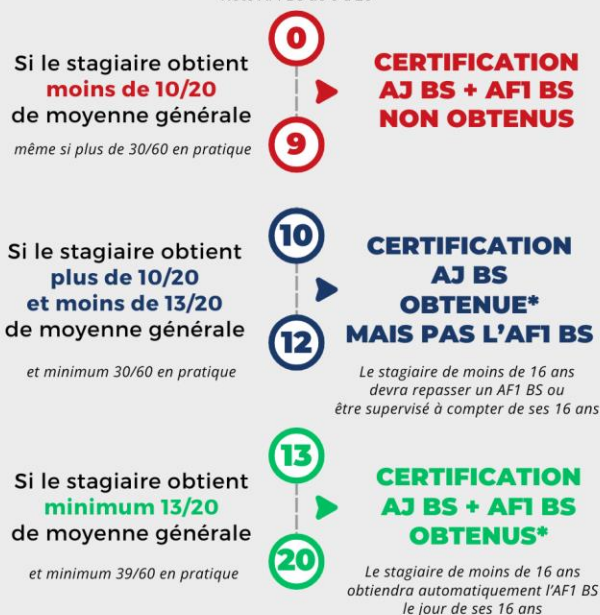 0
Si le stagiaire obtient
moins de 10/20
de moyenne générale
même si plus de 30/60 en pratique
9
CERTIFICATION
AJ BS + AF1 BS
NON OBTENUS
10
Si le stagiaire obtient
plus de 10/20
et moins de 13/20
de moyenne générale
et minimum 30/60 en pratique
12
CERTIFICATION
AJ BS
OBTENUE*
MAIS PAS L'AF1 BS
Le stagiaire de moins de 16 ans
devra repasser un AF1 BS ou
être supervisé à compter de ses 16 ans
13
Si le stagiaire obtient
minimum 13/20
de moyenne générale
et minimum 39/60 en pratique
20
CERTIFICATION
AJ BS + AF1 BS
OBTENUS*
Le stagiaire de moins de 16 ans
obtiendra automatiquement l'AF1 BS
le jour de ses 16 ans